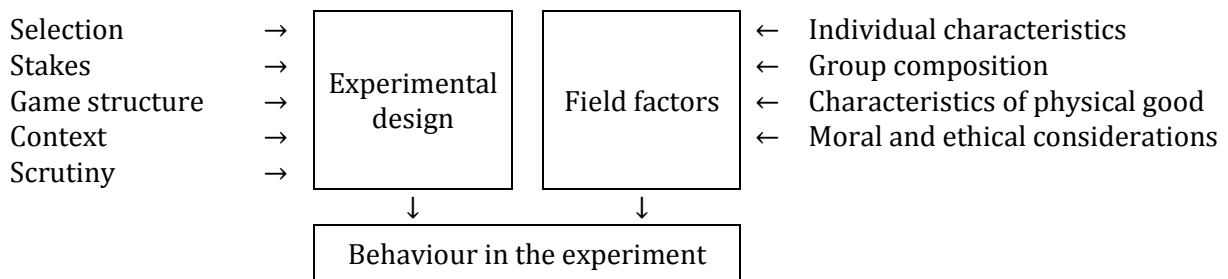 Selection → ← Individual characteristics
Stakes → Experimental ← Group composition
Game structure → design Field factors ← Characteristics of physical good
Context → ← Moral and ethical considerations
Scrutiny →
↓ ↓
Behaviour in the experiment